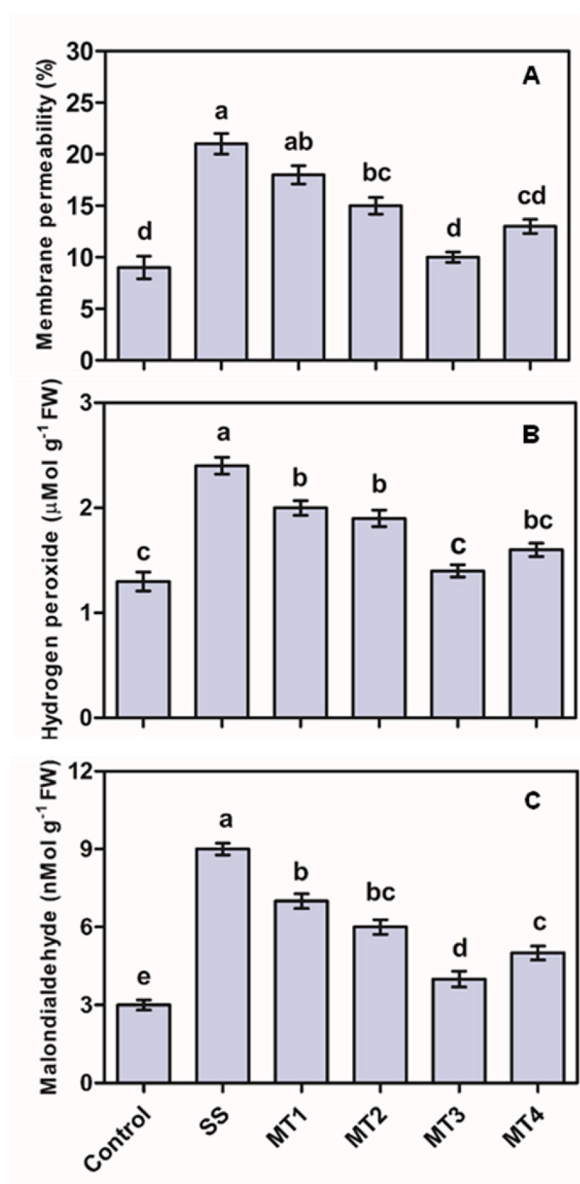 Membrane permeability (%)
30
25
20
15
10
5
0
A
d
a
ab
bc
d
cd
Hydrogen peroxide (µMol g⁻¹ FW)
3
2
1
0
B
c
a
b
b
c
bc
Malondialdehyde (nMol g⁻¹ FW)
12
9
6
3
0
C
e
a
b
bc
d
c
Control
SS
MT1
MT2
MT3
MT4